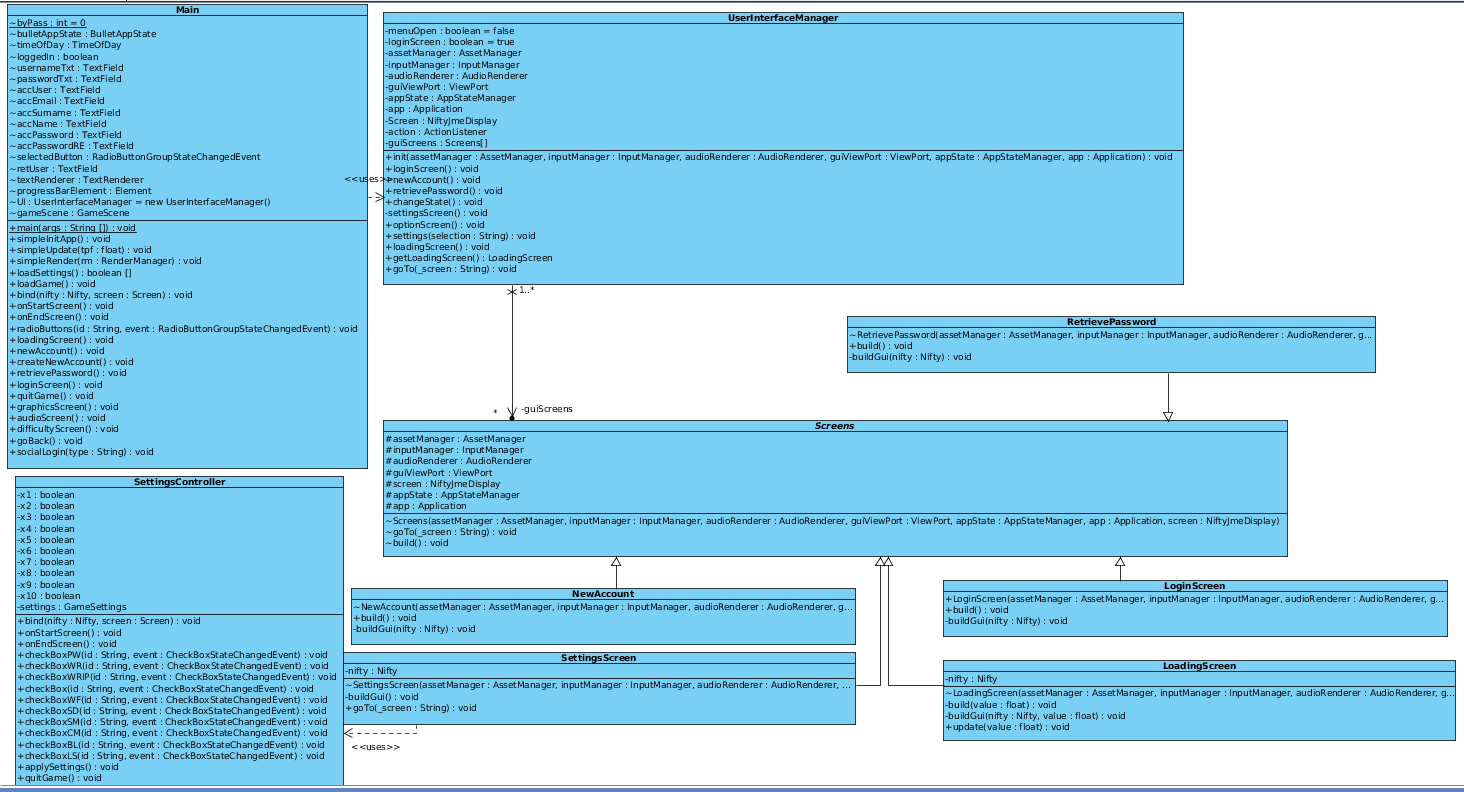 Main
~byPass : int = 0
~bulletAppState : BulletAppState
~timeOfDay : TimeOfDay
~loggedIn : boolean
~usernameTxt : TextField
~passwordTxt : TextField
~accUser : TextField
~accEmail : TextField
~accSurname : TextField
~accName : TextField
~accPassword : TextField
~accPasswordRE : TextField
~selectedButton : RadioButtonGroupStateChangedEvent
~retUser : TextField
~textRenderer : TextRenderer
~progressBarElement : Element
~UI : UserInterfaceManager = new UserInterfaceManager()
~gameScene : GameScene
+main(args : String []) : void
+simpleInitApp() : void
+simpleUpdate(tpf : float) : void
+simpleRender(rm : RenderManager) : void
+loadSettings() : boolean []
+loadGame() : void
+bind(nifty : Nifty, screen : Screen) : void
+onStartScreen() : void
+onEndScreen() : void
+radioButtons(id : String, event : RadioButtonGroupStateChangedEvent) : void
+loadingScreen() : void
+newAccount() : void
+createNewAccount() : void
+retrievePassword() : void
+loginScreen() : void
+quitGame() : void
+graphicsScreen() : void
+audioScreen() : void
+difficultyScreen() : void
+goBack() : void
+socialLogin(type : String) : void
<<uses>>
UserInterfaceManager
-menuOpen : boolean = false
-loginScreen : boolean = true
-assetManager : AssetManager
-inputManager : InputManager
-audioRenderer : AudioRenderer
-guiViewPort : ViewPort
-appState : AppStateManager
-app : Application
-Screen : NiftyJmeDisplay
-action : ActionListener
-guiScreens : Screens[]
+init(assetManager : AssetManager, inputManager : InputManager, audioRenderer : AudioRenderer, guiViewPort : ViewPort, appState : AppStateManager, app : Application) : void
+loginScreen() : void
+newAccount() : void
+retrievePassword() : void
+changeState() : void
-settingsScreen() : void
+optionScreen() : void
+settings(selection : String) : void
+loadingScreen() : void
+getLoadingScreen() : LoadingScreen
+goTo(_screen : String) : void
1..*
* -guiScreens
RetrievePassword
~RetrievePassword(assetManager : AssetManager, inputManager : InputManager, audioRenderer : AudioRenderer, g...
+build() : void
-buildGui(nifty : Nifty) : void
Screens
#assetManager : AssetManager
#inputManager : InputManager
#audioRenderer : AudioRenderer
#guiViewPort : ViewPort
#screen : NiftyJmeDisplay
#appState : AppStateManager
#app : Application
~Screens(assetManager : AssetManager, inputManager : InputManager, audioRenderer : AudioRenderer, guiViewPort : ViewPort, appState : AppStateManager, app : Application, screen : NiftyJmeDisplay)
~goTo(_screen : String) : void
~build() : void
SettingsController
-x1 : boolean
-x2 : boolean
-x3 : boolean
-x4 : boolean
-x5 : boolean
-x6 : boolean
-x7 : boolean
-x8 : boolean
-x9 : boolean
-x10 : boolean
-settings : GameSettings
+bind(nifty : Nifty, screen : Screen) : void
+onStartScreen() : void
+onEndScreen() : void
+checkBoxPW(id : String, event : CheckBoxStateChangedEvent) : void
+checkBoxWR(id : String, event : CheckBoxStateChangedEvent) : void
+checkBoxWRIP(id : String, event : CheckBoxStateChangedEvent) : void
+checkBox(id : String, event : CheckBoxStateChangedEvent) : void
+checkBoxWF(id : String, event : CheckBoxStateChangedEvent) : void
+checkBoxSD(id : String, event : CheckBoxStateChangedEvent) : void
+checkBoxSM(id : String, event : CheckBoxStateChangedEvent) : void
+checkBoxCM(id : String, event : CheckBoxStateChangedEvent) : void
+checkBoxBL(id : String, event : CheckBoxStateChangedEvent) : void
+checkBoxLS(id : String, event : CheckBoxStateChangedEvent) : void
+applySettings() : void
+quitGame() : void
NewAccount
~NewAccount(assetManager : AssetManager, inputManager : InputManager, audioRenderer : AudioRenderer, g...
+build() : void
-buildGui(nifty : Nifty) : void
SettingsScreen
-nifty : Nifty
~SettingsScreen(assetManager : AssetManager, inputManager : InputManager, audioRenderer : AudioRenderer, ...
-buildGui() : void
+goTo(_screen : String) : void
<<uses>>
LoginScreen
+LoginScreen(assetManager : AssetManager, inputManager : InputManager, audioRenderer : AudioRenderer, g...
+build() : void
-buildGui(nifty : Nifty) : void
LoadingScreen
-nifty : Nifty
~LoadingScreen(assetManager : AssetManager, inputManager : InputManager, audioRenderer : AudioRenderer, g...
-build(value : float) : void
-buildGui(nifty : Nifty, value : float) : void
+update(value : float) : void